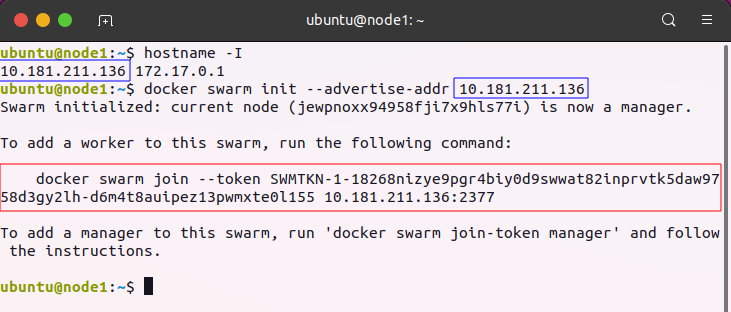 ubuntu@node1: ~
ubuntu@node1:~$ hostname -I
10.181.211.136 172.17.0.1
ubuntu@node1:~$ docker swarm init --advertise-addr 10.181.211.136
Swarm initialized: current node (jewpnoxx94958fji7x9hls77i) is now a manager.
To add a worker to this swarm, run the following command:
docker swarm join --token SWMTKN-1-18268nizye9pgr4biy0d9swwat82inprvtk5daw97
58d3gy2lh-d6m4t8auipez13pwmxte0l155 10.181.211.136:2377
To add a manager to this swarm, run 'docker swarm join-token manager' and follow
the instructions.
ubuntu@node1:~$